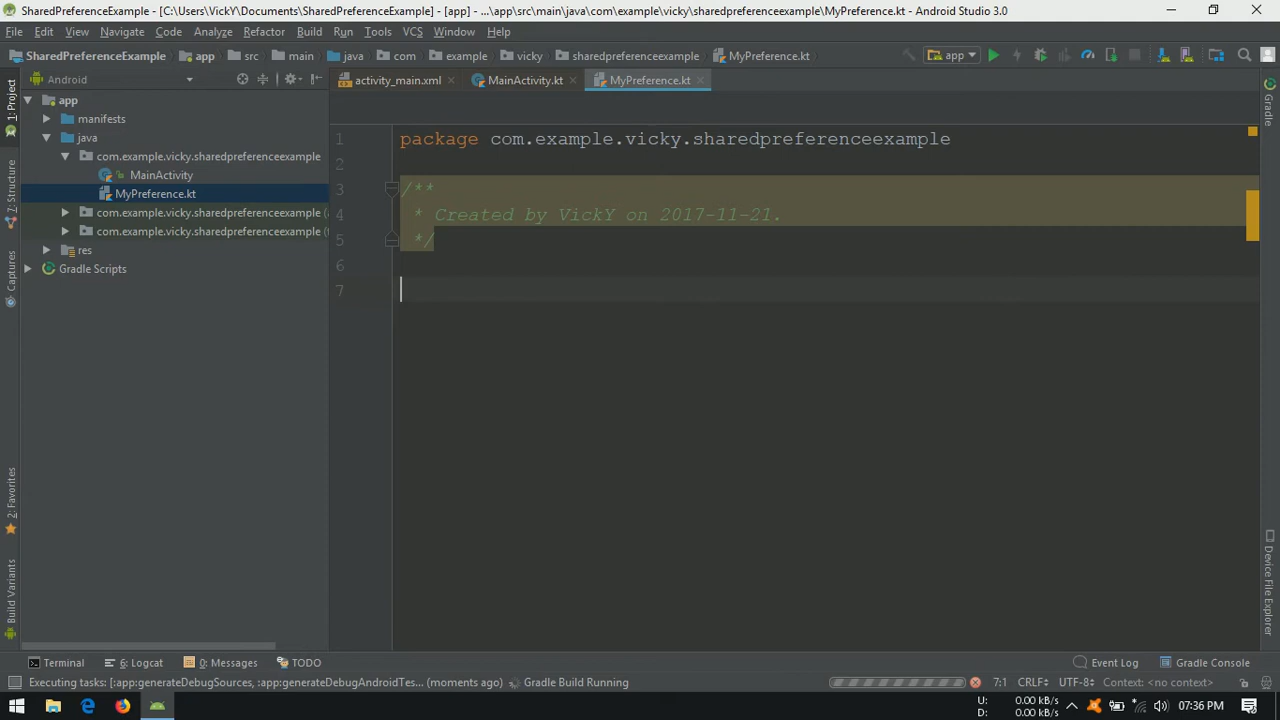 SharedPreferenceExample - [C:\Users\VickY\Documents\SharedPreferenceExample] - [app] - ...\app\src\main\java\com\example\vicky\sharedpreferenceexample\MyPreference.kt - Android Studio 3.0
File Edit View Navigate Code Analyze Refactor Build Run Tools VCS Window Help
SharedPreferenceExample app src main java com example vicky sharedpreferenceexample MyPreference.kt app
Android activity_main.xml MainActivity.kt MyPreference.kt
1: Project
Z: Structure
Captures
2: Favorites
Build Variants
app
manifests
java
com.example.vicky.sharedpreferenceexample
MainActivity
MyPreference.kt
com.example.vicky.sharedpreferenceexample (
com.example.vicky.sharedpreferenceexample (
res
Gradle Scripts
1 package com.example.vicky.sharedpreferenceexample
2
3 /**
4 * Created by VickY on 2017-11-21.
5 */
6
7
Gradle
Device File Explorer
Terminal 6: Logcat 0: Messages TODO Event Log Gradle Console
Executing tasks: [:app:generateDebugSources, :app:generateDebugAndroidTes... (moments ago) Gradle Build Running 7:1 CRLF UTF-8 Context: <no context>
U: 0.00 kB/s
D: 0.00 kB/s
07:36 PM